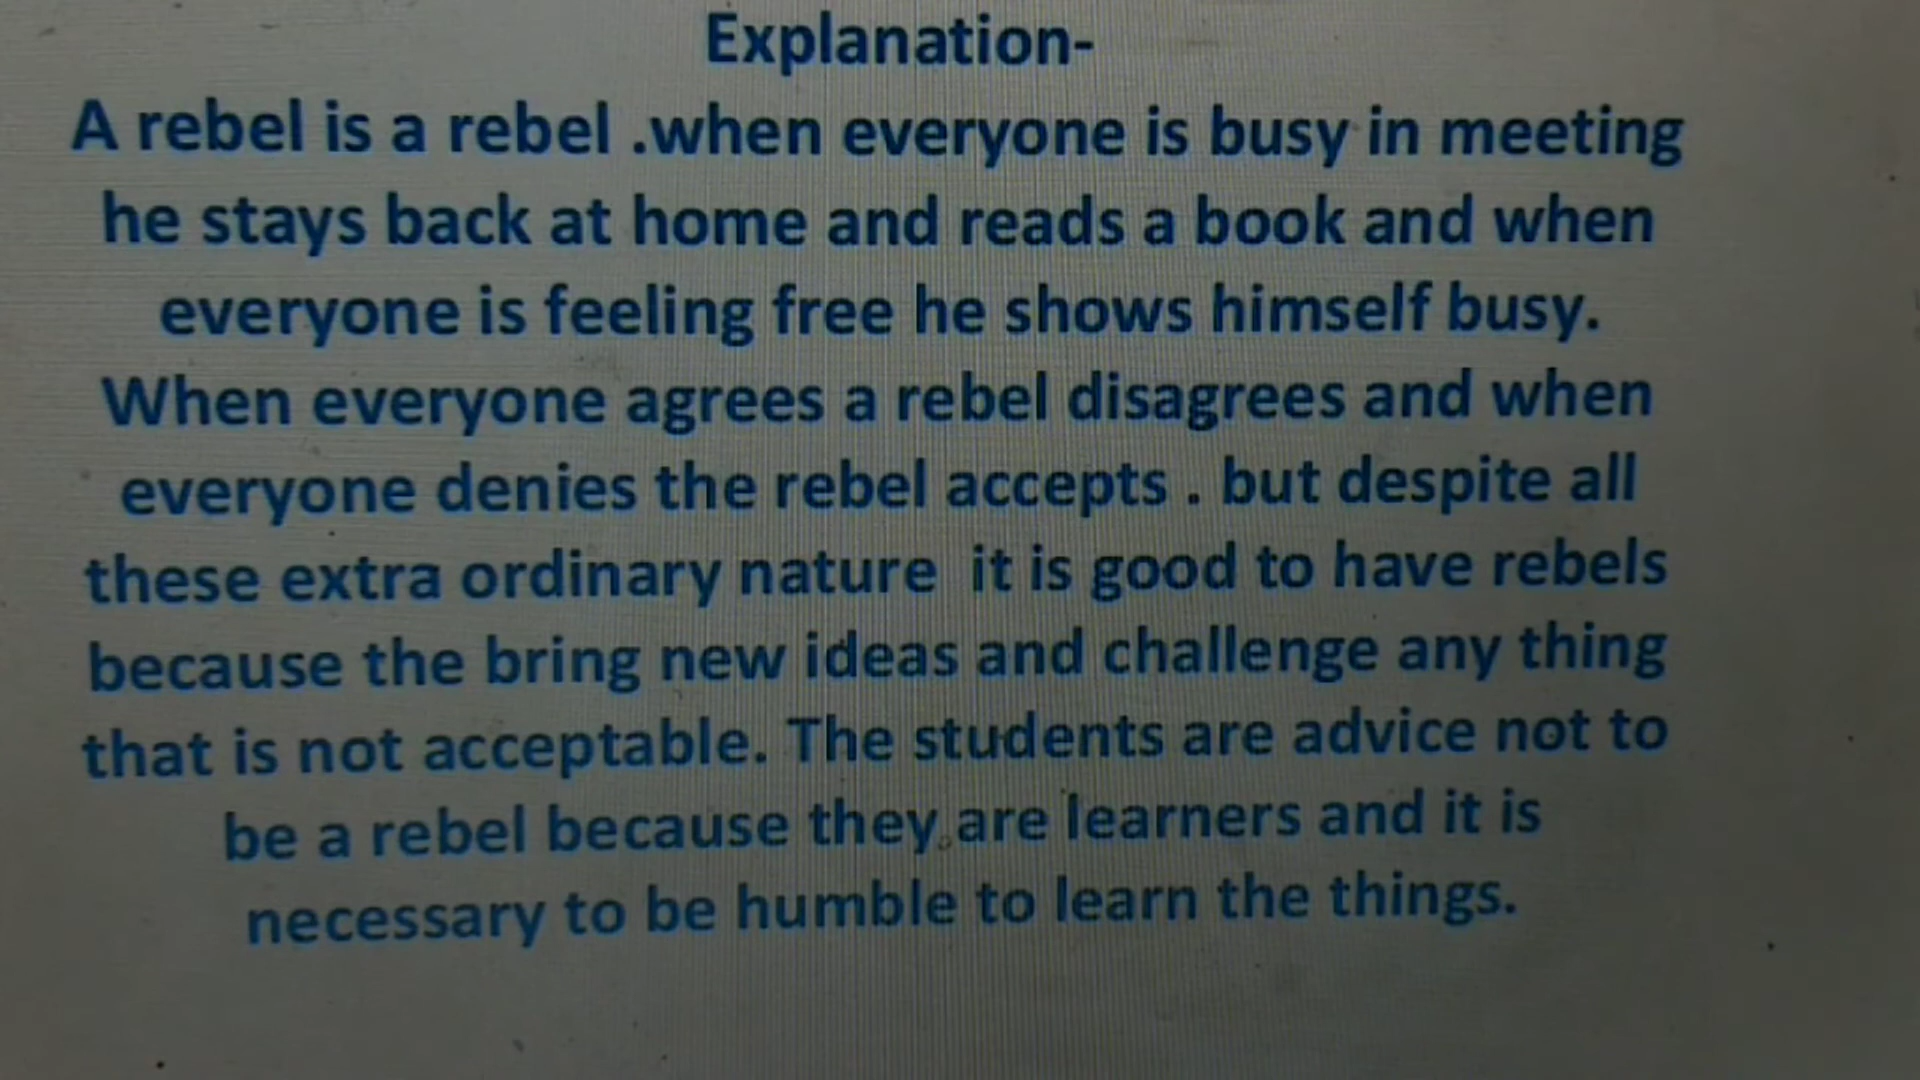 Explanation-
A rebel is a rebel .when everyone is busy in meeting
he stays back at home and reads a book and when
everyone is feeling free he shows himself busy.
When everyone agrees a rebel disagrees and when
everyone denies the rebel accepts . but despite all
these extra ordinary nature it is good to have rebels
because the bring new ideas and challenge any thing
that is not acceptable. The students are advice not to
be a rebel because they are learners and it is
necessary to be humble to learn the things.